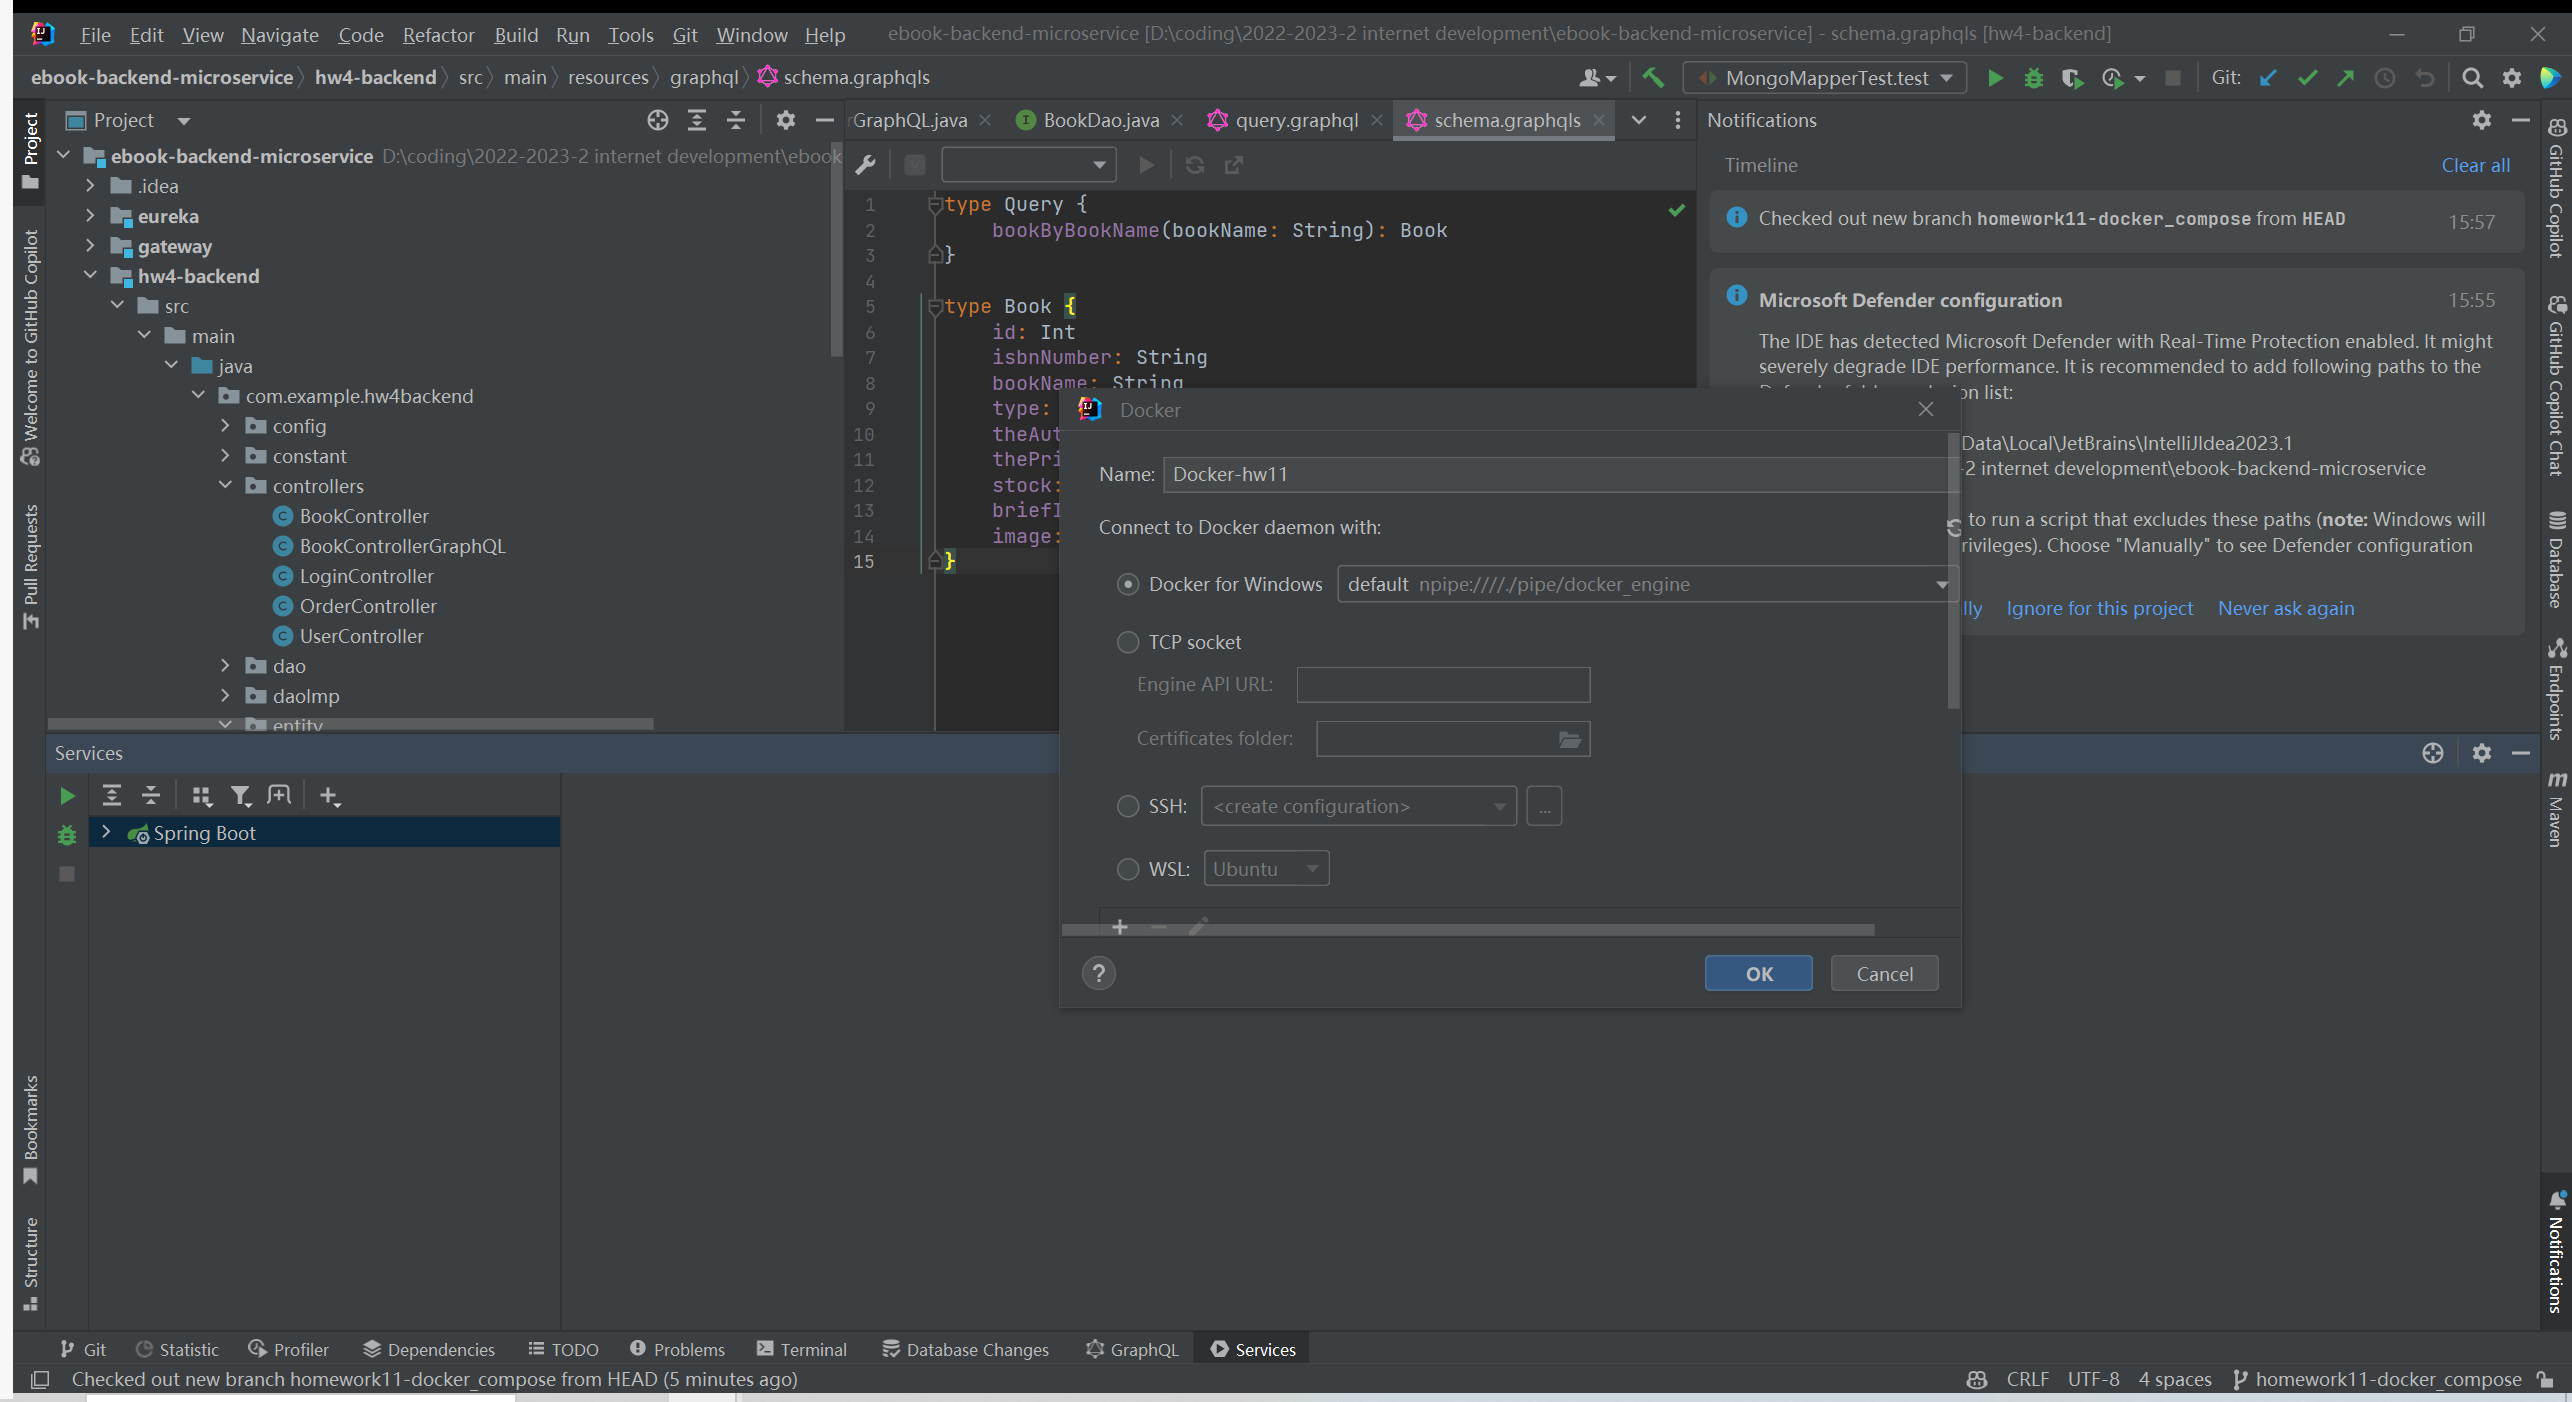 File Edit View Navigate Code Refactor Build Run Tools Git Window Help ebook-backend-microservice [D:\coding\2022-2023-2 internet development\ebook-backend-microservice] - schema.graphqls [hw4-backend]
ebook-backend-microservice hw4-backend src main resources graphql schema.graphqls MongoMapperTest.test Git:
Project
rGraphQL.java BookDao.java query.graphql schema.graphqls
Notifications
Timeline Clear all
ebook-backend-microservice D:\coding\2022-2023-2 internet development\ebook
.idea
eureka
gateway
hw4-backend
src
main
java
com.example.hw4backend
config
constant
controllers
BookController
BookControllerGraphQL
LoginController
OrderController
UserController
dao
daoImp
entity
1 type Query {
2 bookByBookName(bookName: String): Book
3 }
4
5 type Book {
6 id: Int
7 isbnNumber: String
8 bookName: String
9 type:
10 theAut
11 thePri
12 stock:
13 briefI
14 image:
15 }
Checked out new branch homework11-docker_compose from HEAD 15:57
Microsoft Defender configuration 15:55
The IDE has detected Microsoft Defender with Real-Time Protection enabled. It might
severely degrade IDE performance. It is recommended to add following paths to the
on list:
Data\Local\JetBrains\IntelliJIdea2023.1
-2 internet development\ebook-backend-microservice
to run a script that excludes these paths (note: Windows will
rivileges). Choose "Manually" to see Defender configuration
lly Ignore for this project Never ask again
Docker
Name: Docker-hw11
Connect to Docker daemon with:
Docker for Windows default npipe:////./pipe/docker_engine
TCP socket
Engine API URL:
Certificates folder:
SSH: <create configuration> ...
WSL: Ubuntu
? OK Cancel
Services
Spring Boot
Project
Welcome to GitHub Copilot
Pull Requests
Bookmarks
Structure
GitHub Copilot
GitHub Copilot Chat
Database
Endpoints
Maven
Notifications
Git Statistic Profiler Dependencies TODO Problems Terminal Database Changes GraphQL Services
Checked out new branch homework11-docker_compose from HEAD (5 minutes ago) CRLF UTF-8 4 spaces homework11-docker_compose